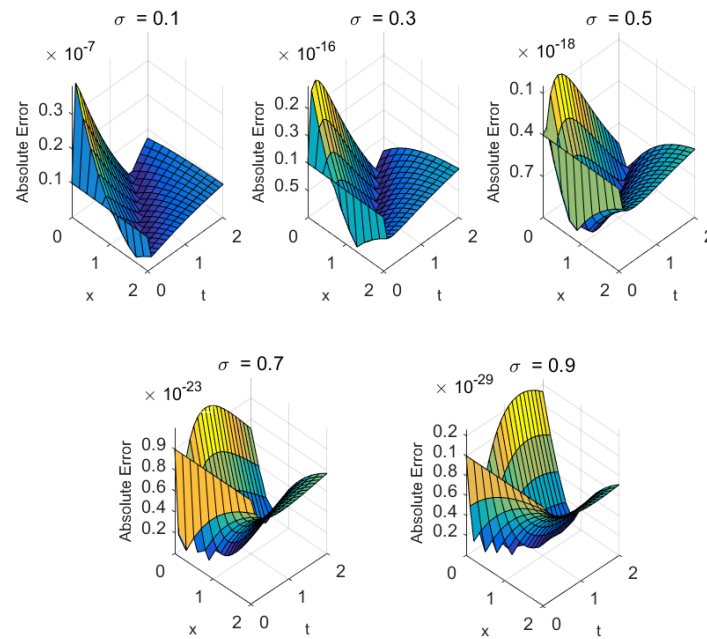 σ = 0.1
× 10-7
Absolute Error
0.3
0.2
0.1
0
1
2
x
0
1
2
t
σ = 0.3
× 10-16
Absolute Error
0.2
0.3
0.1
0.5
0
1
2
x
0
1
2
t
σ = 0.5
× 10-18
Absolute Error
0.1
0.4
0.7
0
1
2
x
0
1
2
t
σ = 0.7
× 10-23
Absolute Error
0.9
0.8
0.6
0.4
0.2
0
1
2
x
0
1
2
t
σ = 0.9
× 10-29
Absolute Error
0.2
0.1
0.8
0.4
0.2
0
1
2
x
0
1
2
t